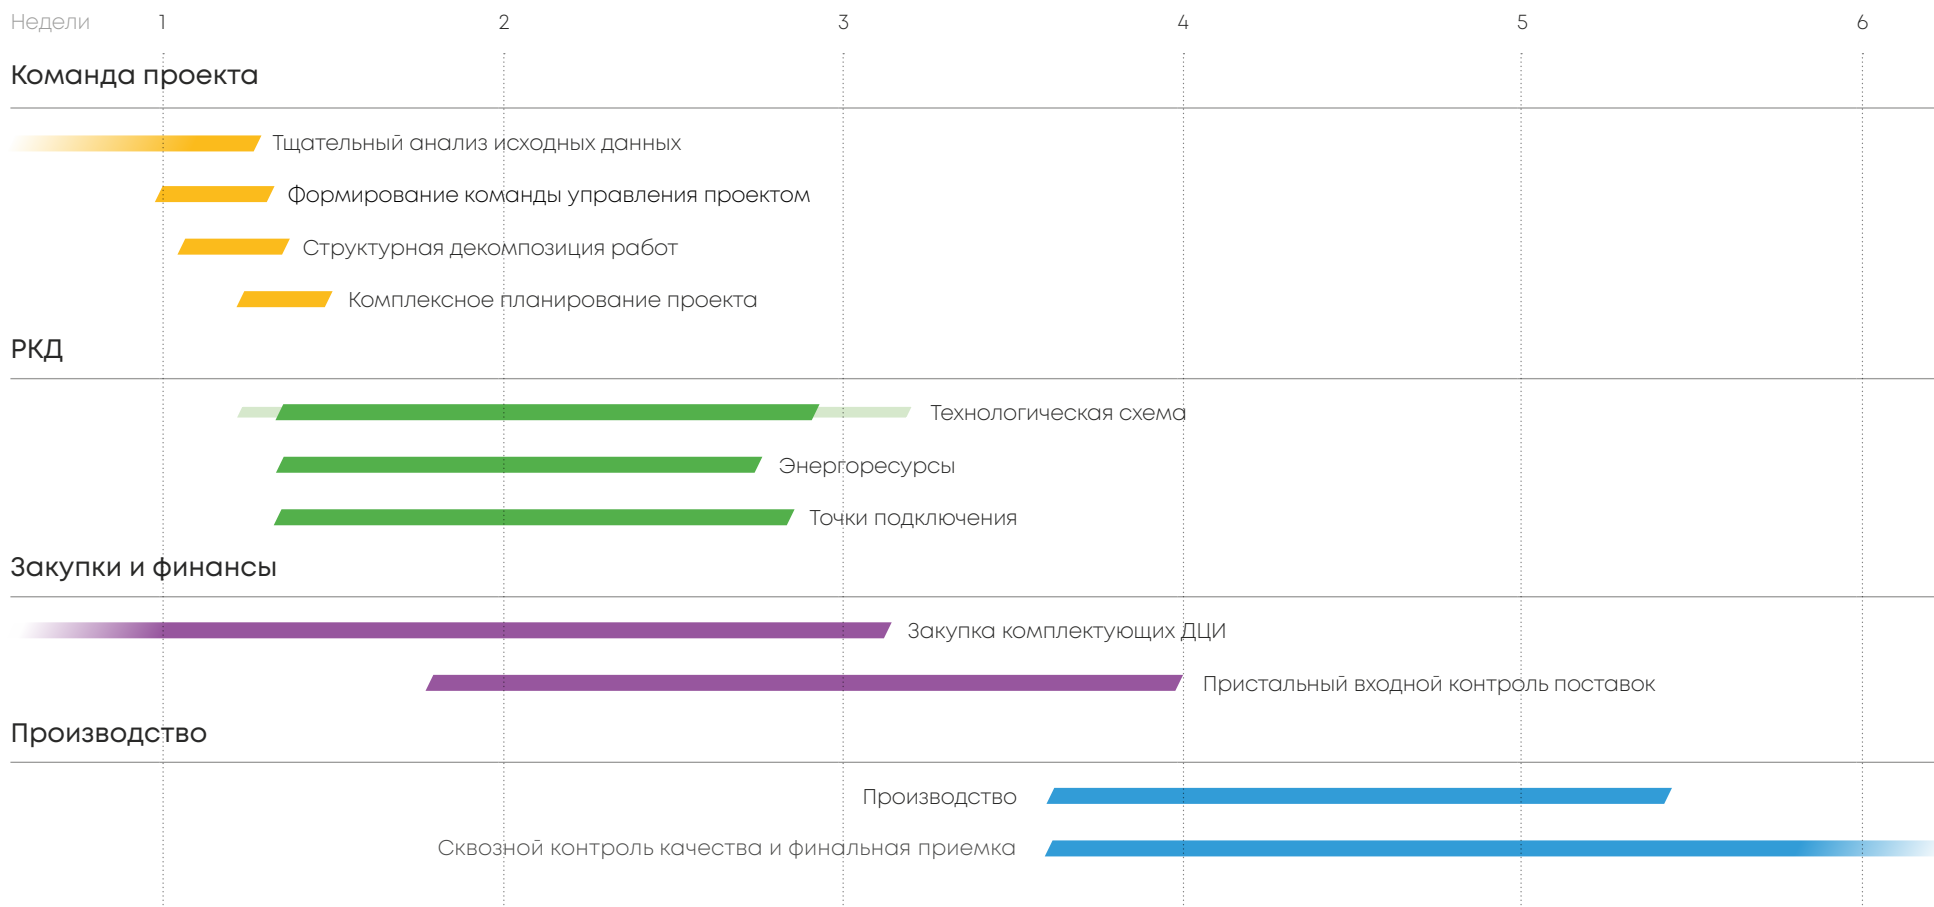 Недели 1 2 3 4 5 6
Команда проекта
Тщательный анализ исходных данных
Формирование команды управления проектом
Структурная декомпозиция работ
Комплексное планирование проекта
РКД
Технологическая схема
Энергоресурсы
Точки подключения
Закупки и финансы
Закупка комплектующих ДЦИ
Пристальный входной контроль поставок
Производство
Производство
Сквозной контроль качества и финальная приемка